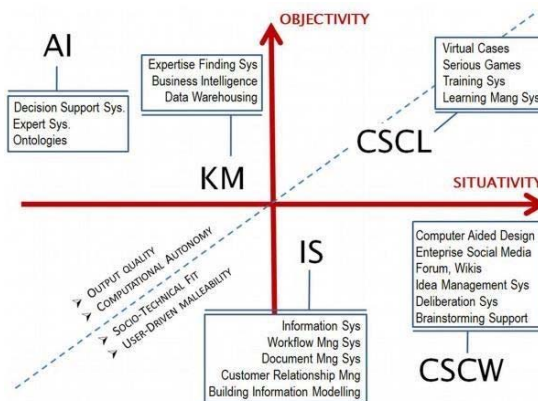 OBJECTIVITY
AI
Decision Support Sys.
Expert Sys.
Ontologies
Expertise Finding Sys
Business Intelligence
Data Warehousing
KM
Virtual Cases
Serious Games
Training Sys
Learning Mang Sys
CSCL
SITUATIVITY
➤ OUTPUT QUALITY
➤ COMPUTATIONAL AUTONOMY
➤ SOCIO-TECHNICAL FIT
➤ USER-DRIVEN MALLEABILITY
IS
Information Sys
Workflow Mng Sys
Document Mng Sys
Customer Relationship Mng
Building Information Modelling
Computer Aided Design
Enteprise Social Media
Forum, Wikis
Idea Management Sys
Deliberation Sys
Brainstorming Support
CSCW